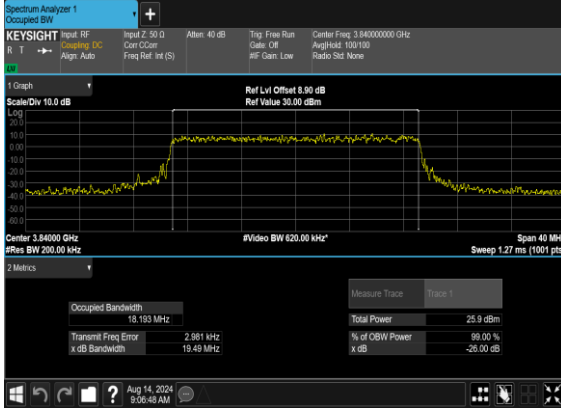 Spectrum Analyzer 1
Occupied BW
+
KEYSIGHT Input: RF Input Z: 50 Ω Atten: 40 dB Trig: Free Run Center Freq: 3.840000000 GHz
R T Coupling: DC Corr CCorr Gate: Off Avg|Hold: 100/100
Align: Auto Freq Ref: Int (S) #IF Gain: Low Radio Std: None
1 Graph
Ref Lvl Offset 8.90 dB
Scale/Div 10.0 dB Ref Value 30.00 dBm
Log
20.0
10.0
0.00
-10.0
-20.0
-30.0
-40.0
-50.0
-60.0
Center 3.84000 GHz #Video BW 620.00 kHz* Span 40 MH
#Res BW 200.00 kHz Sweep 1.27 ms (1001 pts
2 Metrics
Measure Trace Trace 1
Occupied Bandwidth
18.193 MHz Total Power 25.9 dBm
Transmit Freq Error 2.981 kHz % of OBW Power 99.00 %
x dB Bandwidth 19.49 MHz x dB -26.00 dB
? Aug 14, 2024
9:06:48 AM